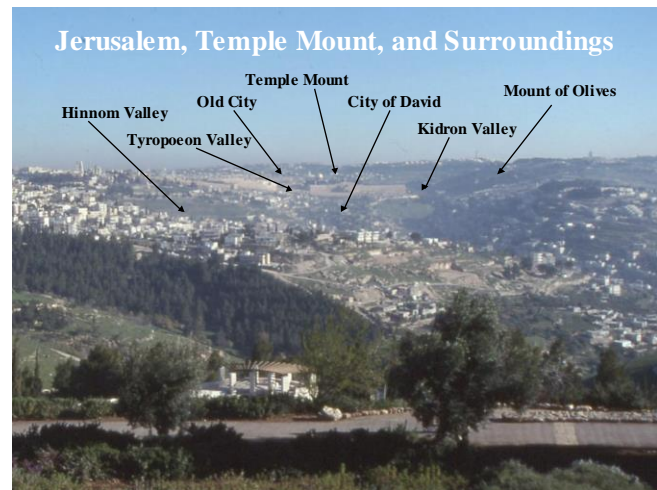 Jerusalem, Temple Mount, and Surroundings
Temple Mount
Mount of Olives
Old City
City of David
Hinnom Valley
Kidron Valley
Tyropoeon Valley